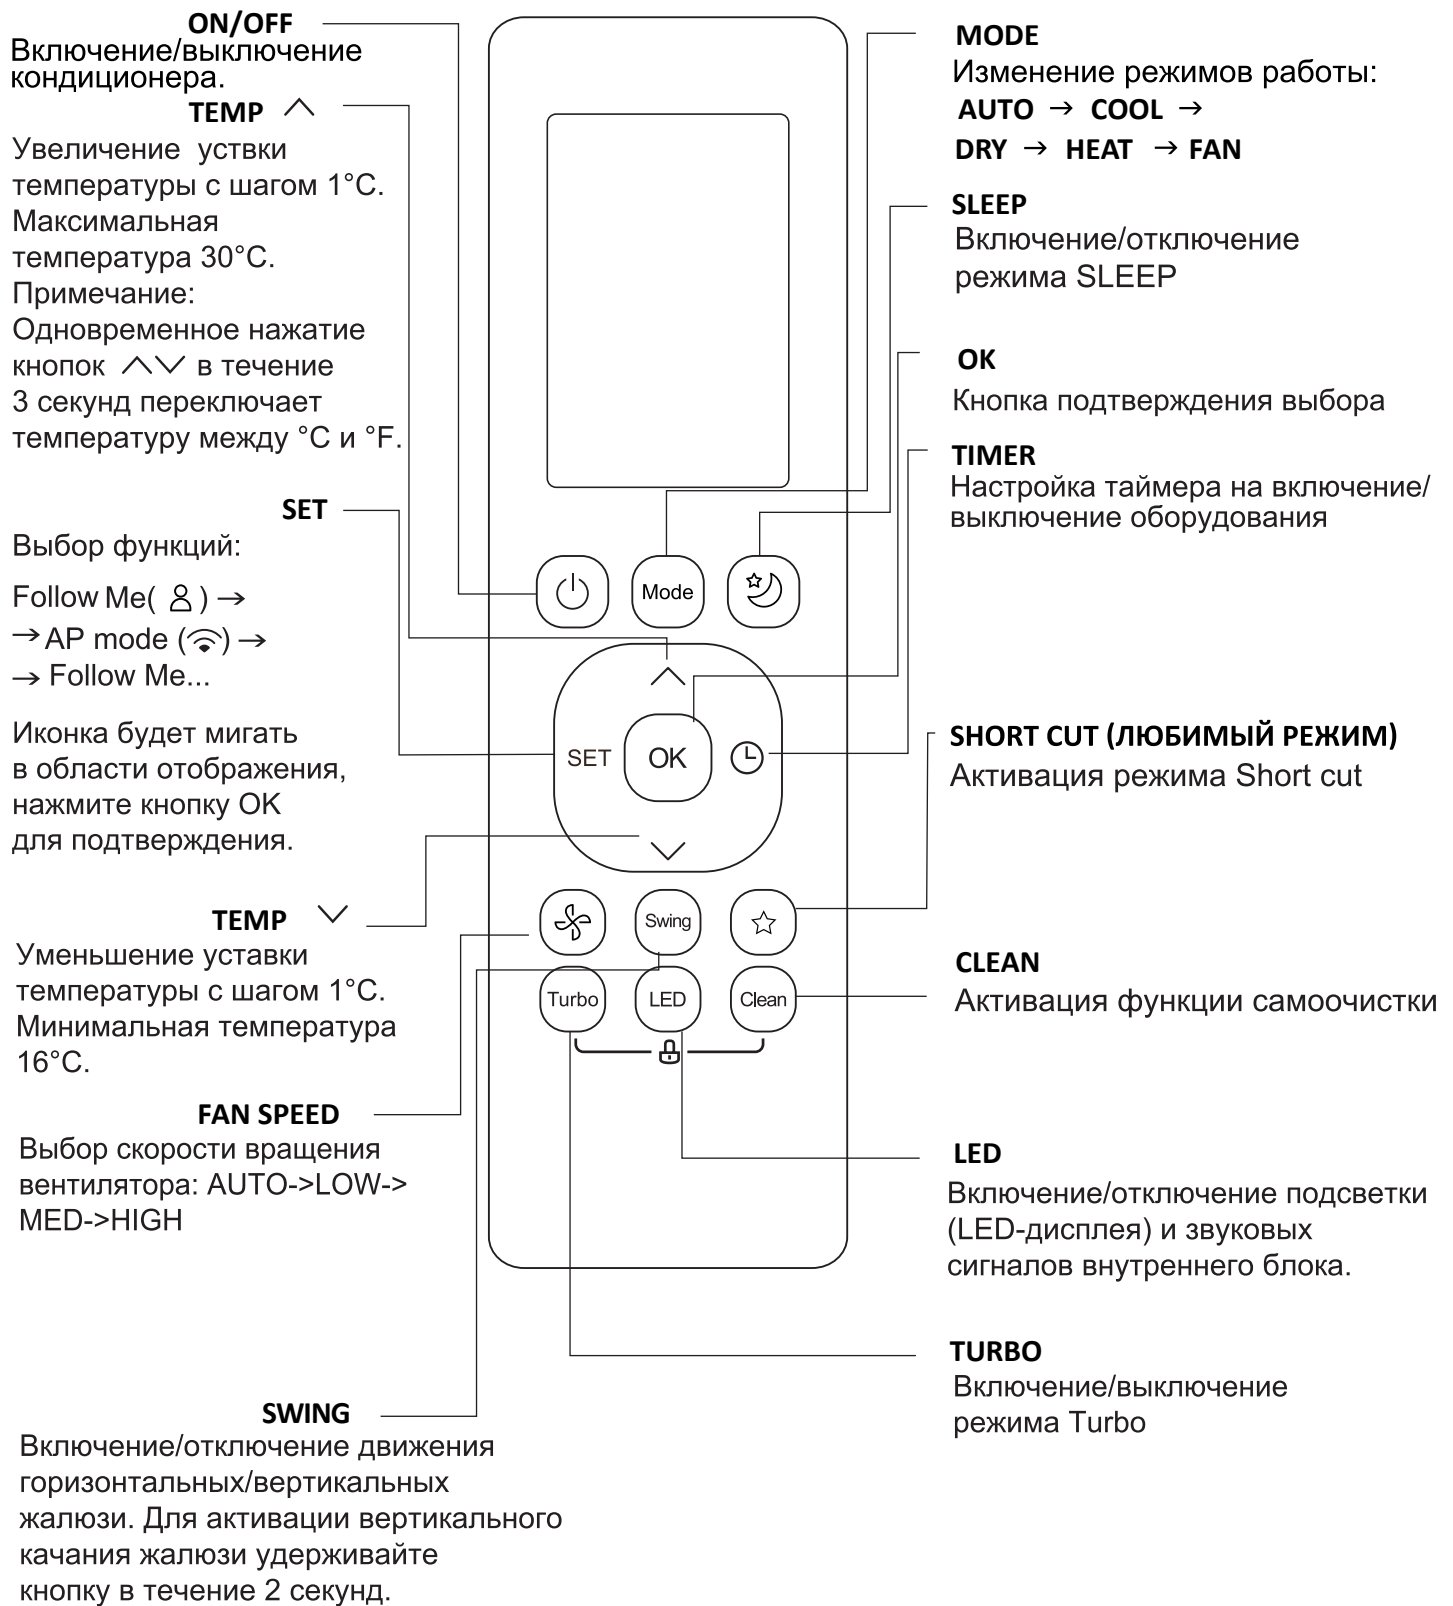 ON/OFF
Включение/выключение
кондиционера.
TEMP
Увеличение уствки
температуры с шагом 1°C.
Максимальная
температура 30°C.
Примечание:
Одновременное нажатие
кнопок в течение
3 секунд переключает
температуру между °C и °F.
SET
Выбор функций:
Follow Me( ) →
→ AP mode ( ) →
→ Follow Me...
Иконка будет мигать
в области отображения,
нажмите кнопку OK
для подтверждения.
TEMP
Уменьшение уставки
температуры с шагом 1°C.
Минимальная температура
16°C.
FAN SPEED
Выбор скорости вращения
вентилятора: AUTO->LOW->
MED->HIGH
SWING
Включение/отключение движения
горизонтальных/вертикальных
жалюзи. Для активации вертикального
качания жалюзи удерживайте
кнопку в течение 2 секунд.
Mode
SET
OK
Swing
Turbo
LED
Clean
MODE
Изменение режимов работы:
AUTO → COOL →
DRY → HEAT → FAN
SLEEP
Включение/отключение
режима SLEEP
OK
Кнопка подтверждения выбора
TIMER
Настройка таймера на включение/
выключение оборудования
SHORT CUT (ЛЮБИМЫЙ РЕЖИМ)
Активация режима Short cut
CLEAN
Активация функции самоочистки
LED
Включение/отключение подсветки
(LED-дисплея) и звуковых
сигналов внутреннего блока.
TURBO
Включение/выключение
режима Turbo